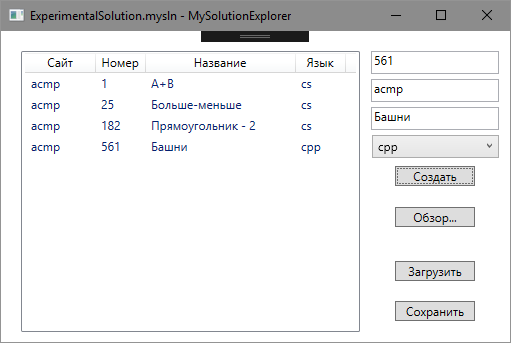 ExperimentalSolution.mysln - MySolutionExplorer
Сайт Номер Название Язык
acmp 1 A+B cs
acmp 25 Больше-меньше cs
acmp 182 Прямоугольник - 2 cs
acmp 561 Башни cpp
561
acmp
Башни
cpp
Создать
Обзор...
Загрузить
Сохранить